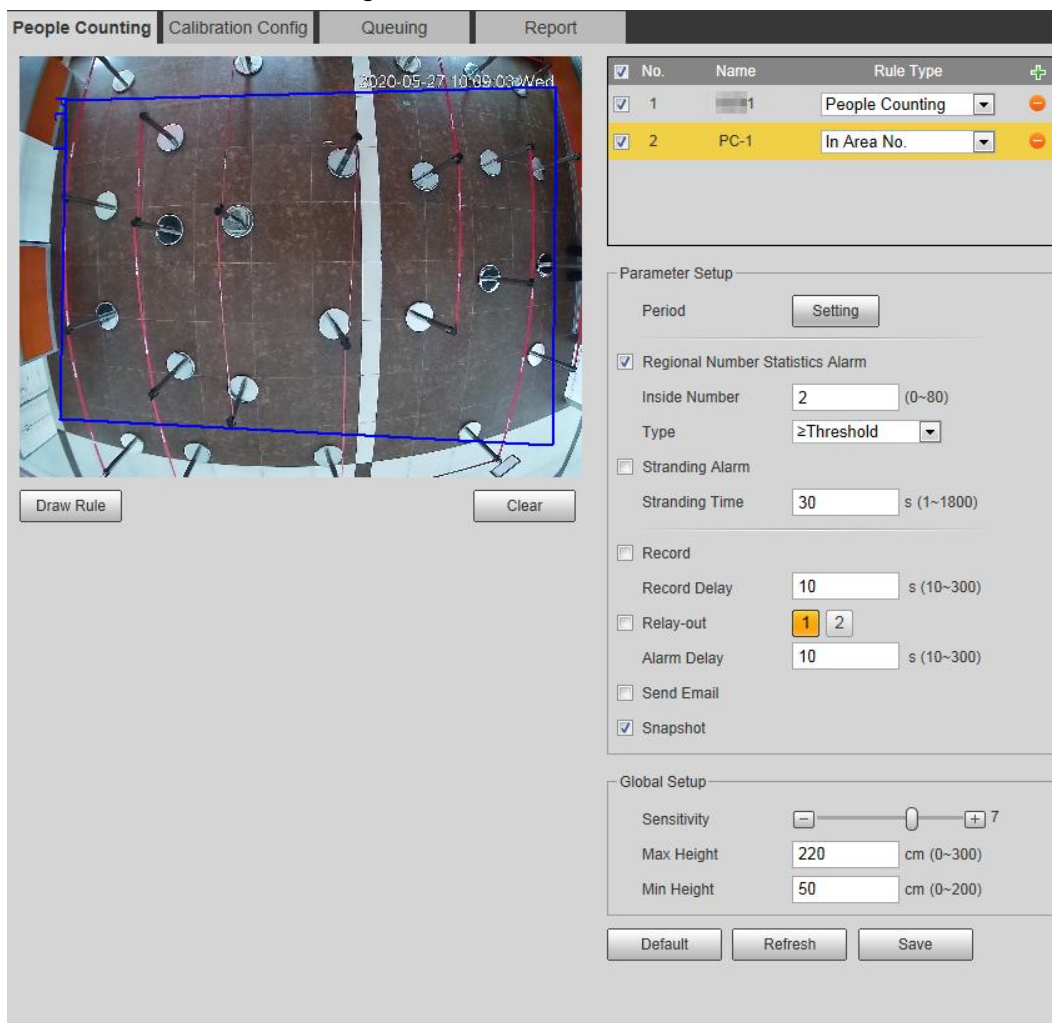 People Counting Calibration Config Queuing Report
2020-05-27 10:09:03 Wed
No. Name Rule Type
1 1 People Counting
2 PC-1 In Area No.
Parameter Setup
Period Setting
Regional Number Statistics Alarm
Inside Number 2 (0~80)
Type ≥Threshold
Stranding Alarm
Stranding Time 30 s (1~1800)
Draw Rule Clear
Record
Record Delay 10 s (10~300)
Relay-out 1 2
Alarm Delay 10 s (10~300)
Send Email
Snapshot
Global Setup
Sensitivity 7
Max Height 220 cm (0~300)
Min Height 50 cm (0~200)
Default Refresh Save